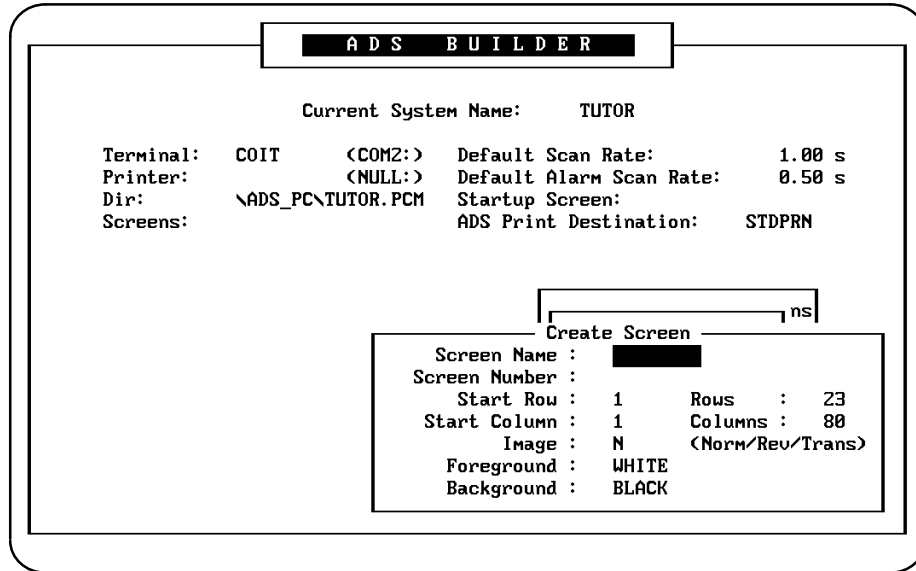 ADS BUILDER
Current System Name: TUTOR
Terminal: COIT (COM2:) Default Scan Rate: 1.00 s
Printer: (NULL:) Default Alarm Scan Rate: 0.50 s
Dir: \ADS_PC\TUTOR.PCM Startup Screen:
Screens: ADS Print Destination: STDPRN
ns
Create Screen
Screen Name :
Screen Number :
Start Row : 1 Rows : 23
Start Column : 1 Columns : 80
Image : N (Norm/Rev/Trans)
Foreground : WHITE
Background : BLACK